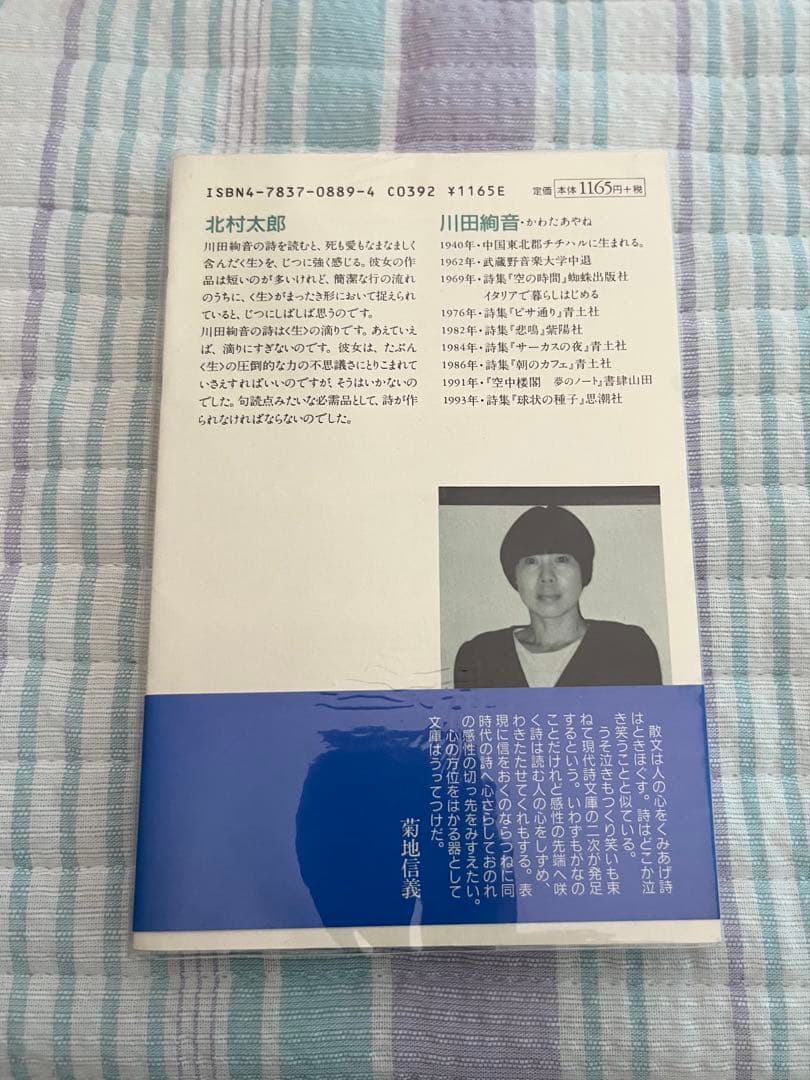 ISBN4-7837-0889-4 C0392 ¥1165E
定価 本体1165円+税
北村太郎
川田絢音の詩を読むと、死も愛もなまなましく
含んだ〈生〉を、じつに強く感じる。彼女の作
品は短いのが多いけれど、簡潔な行の流れ
のうちに、〈生〉がまったき形において捉えられ
ていると、じつにしばしば思うのです。
川田絢音の詩は〈生〉の滴りです。あえていえ
ば、滴りにすぎないのです。彼女は、たぶん
〈生〉の圧倒的な力の不思議さにとりこまれて
いさえすればいいのですが、そうはいかないの
でした。句読点みたいな必需品として、詩が作
られなければならないのでした。
川田絢音・かわたあやね
1940年・中国東北部チチハルに生まれる。
1962年・武蔵野音楽大学中退
1969年・詩集『空の時間』蜘蛛出版社
イタリアで暮らしはじめる
1976年・詩集『ピサ通り』青土社
1982年・詩集『悲鳴』紫陽社
1984年・詩集『サーカスの夜』青土社
1986年・詩集『朝のカフェ』青土社
1991年・『空中楼閣 夢のノート』書肆山田
1993年・詩集『球状の種子』思潮社
散文は人の心をくみあげ詩
はときほぐす。詩はどこか泣
き笑うことと似ている。
うそ泣きもつくり笑いも束
ねて現代詩文庫の二次が発足
するという。いわずもがなの
ことだけれど感性の先端へ咲
く詩は読む人の心をしずめ、
わきたたせてくれもする。表
現に信をおくのならつねに同
時代の詩へ心さらしておのれ
の感性の切っ先をみすえたい。
心の方位をはかる器として
文庫はうってつけだ。
菊地信義